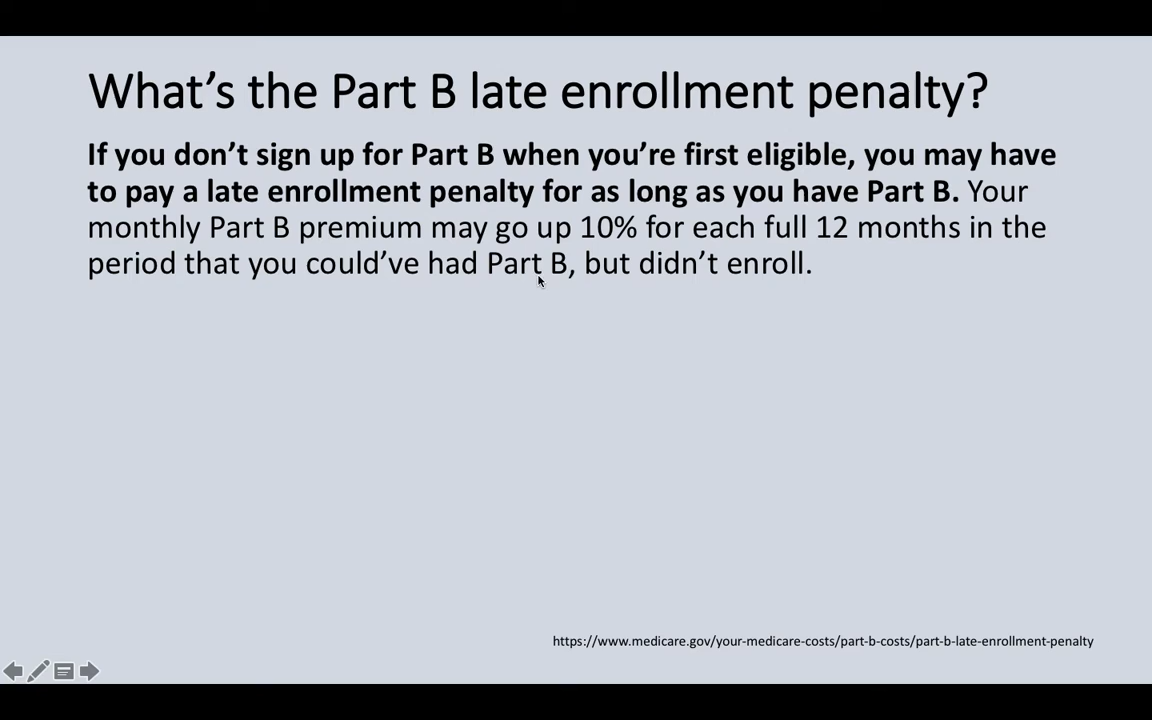 What’s the Part B late enrollment penalty?
If you don’t sign up for Part B when you’re first eligible, you may have
to pay a late enrollment penalty for as long as you have Part B. Your
monthly Part B premium may go up 10% for each full 12 months in the
period that you could’ve had Part B, but didn’t enroll.
https://www.medicare.gov/your-medicare-costs/part-b-costs/part-b-late-enrollment-penalty